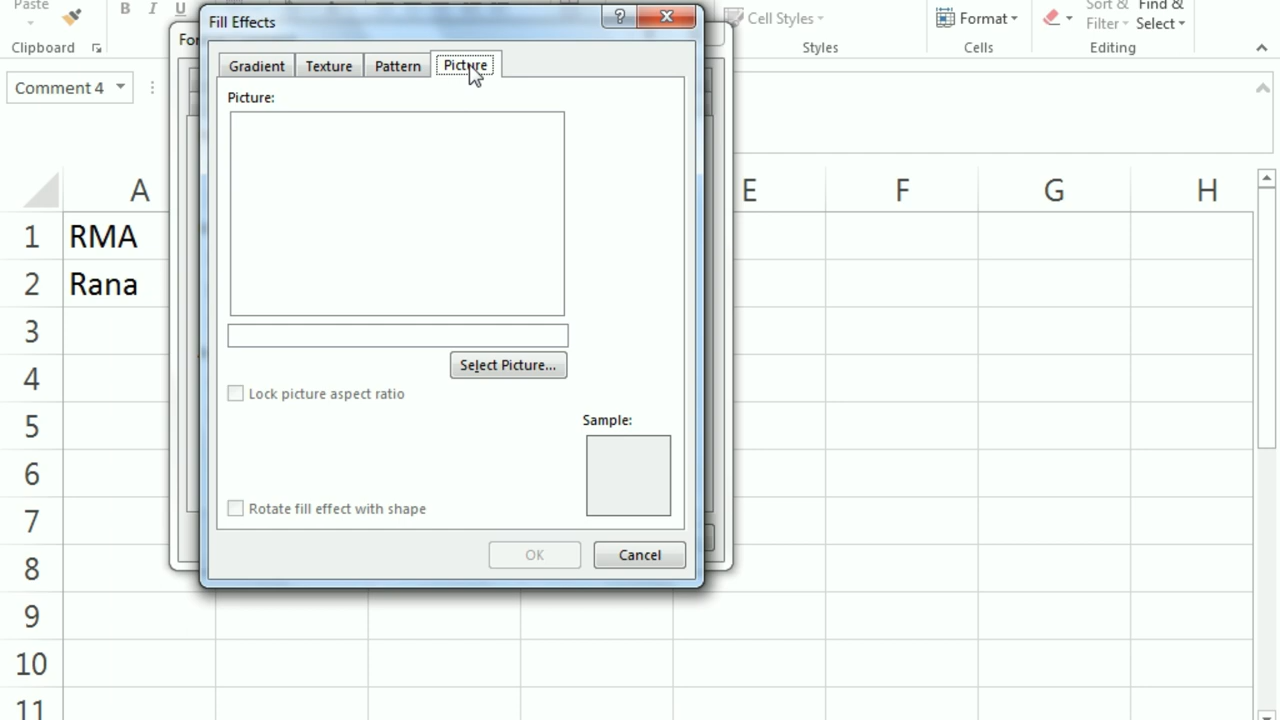 Paste
B I U
Cell Styles
Format
Sort &
Filter
Find &
Select
Clipboard
Styles
Cells
Editing
Fill Effects
?
For
Comment 4
Gradient
Texture
Pattern
Picture
Picture:
Select Picture...
Lock picture aspect ratio
Sample:
Rotate fill effect with shape
OK
Cancel
A E F G H
1 RMA
2 Rana
3
4
5
6
7
8
9
10
11